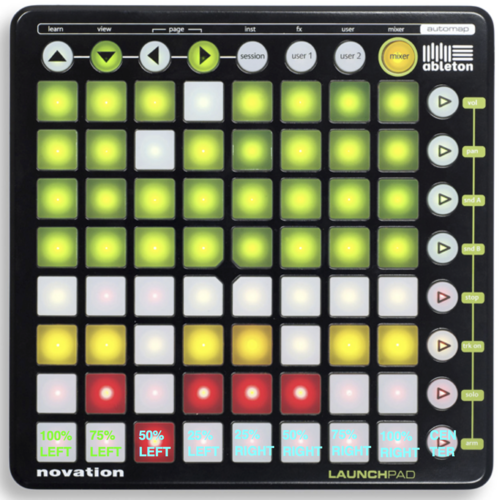 learn view page inst fx user mixer automap
session user 1 user 2 mixer
ableton
vol
pan
snd A
snd B
stop
trk on
solo
arm
100% 75% 50% 25% 25% 50% 75% 100% CEN
LEFT LEFT LEFT LEFT RIGHT RIGHT RIGHT RIGHT TER
novation LAUNCHPAD